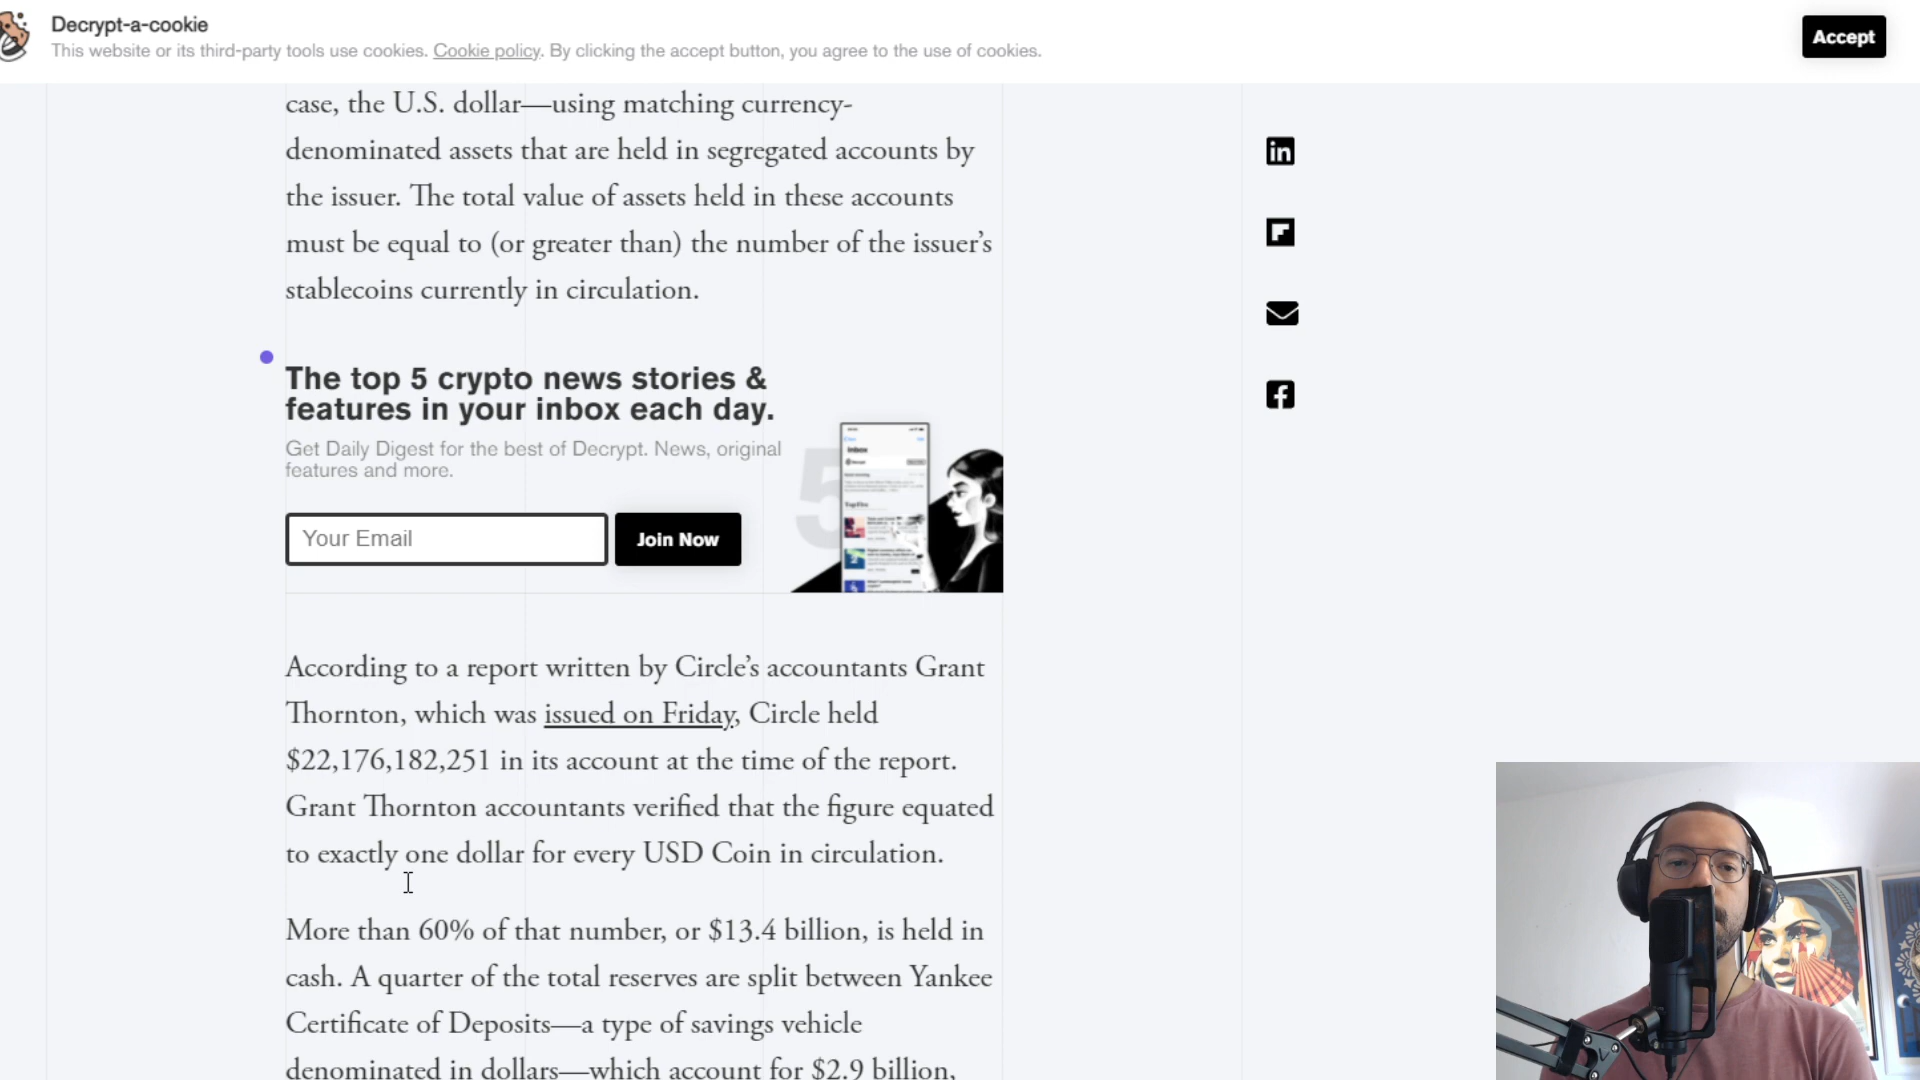 Decrypt-a-cookie
This website or its third-party tools use cookies. Cookie policy. By clicking the accept button, you agree to the use of cookies.
Accept
case, the U.S. dollar—using matching currency-
denominated assets that are held in segregated accounts by
the issuer. The total value of assets held in these accounts
must be equal to (or greater than) the number of the issuer’s
stablecoins currently in circulation.
The top 5 crypto news stories &
features in your inbox each day.
Get Daily Digest for the best of Decrypt. News, original
features and more.
Your Email
Join Now
5
Inbox
According to a report written by Circle’s accountants Grant
Thornton, which was issued on Friday, Circle held
$22,176,182,251 in its account at the time of the report.
Grant Thornton accountants verified that the figure equated
to exactly one dollar for every USD Coin in circulation.
More than 60% of that number, or $13.4 billion, is held in
cash. A quarter of the total reserves are split between Yankee
Certificate of Deposits—a type of savings vehicle
denominated in dollars—which account for $2.9 billion,